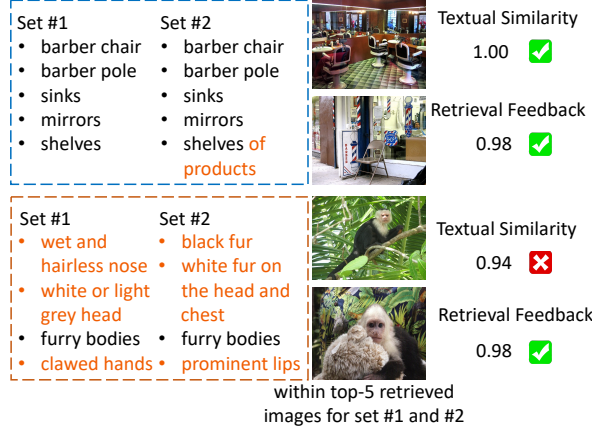 Set #1
• barber chair
• barber pole
• sinks
• mirrors
• shelves
Set #2
• barber chair
• barber pole
• sinks
• mirrors
• shelves of
products
Textual Similarity
1.00
Retrieval Feedback
0.98
Set #1
• wet and
hairless nose
• white or light
grey head
• furry bodies
• clawed hands
Set #2
• black fur
• white fur on
the head and
chest
• furry bodies
• prominent lips
Textual Similarity
0.94
Retrieval Feedback
0.98
within top-5 retrieved
images for set #1 and #2